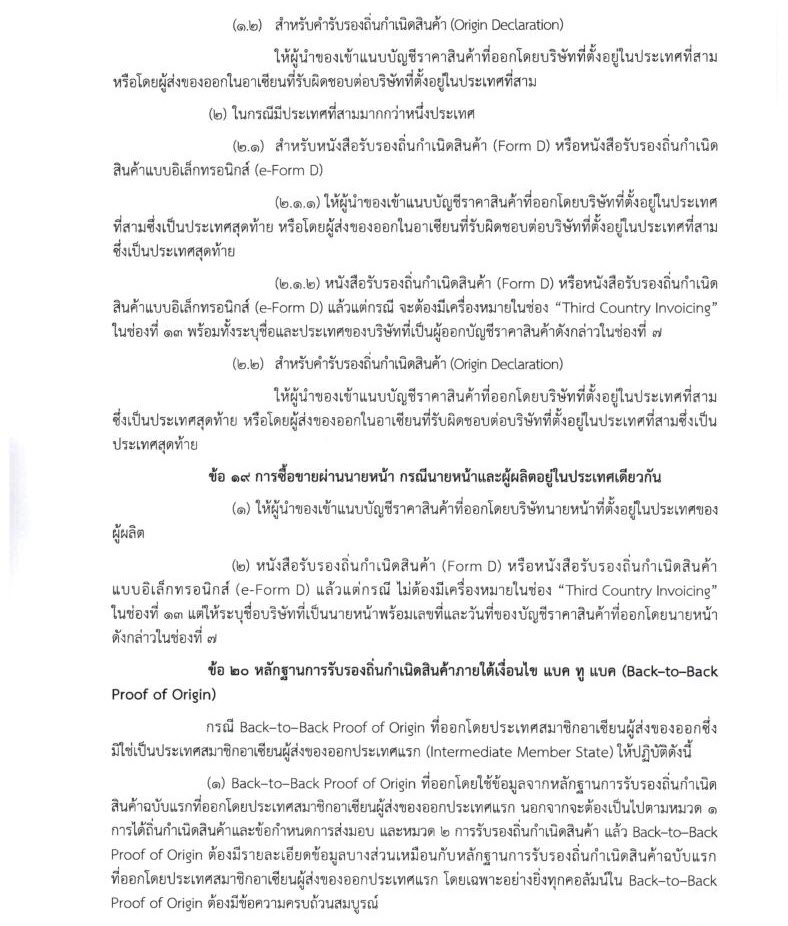 (๑.๒) สำหรับคำรับรองถิ่นกำเนิดสินค้า (Origin Declaration)
ให้ผู้นำของเข้าแนบบัญชีราคาสินค้าที่ออกโดยบริษัทที่ตั้งอยู่ในประเทศที่สาม
หรือโดยผู้ส่งของออกในอาเซียนที่รับผิดชอบต่อบริษัทที่ตั้งอยู่ในประเทศที่สาม
(๒) ในกรณีมีประเทศที่สามมากกว่าหนึ่งประเทศ
(๒.๑) สำหรับหนังสือรับรองถิ่นกำเนิดสินค้า (Form D) หรือหนังสือรับรองถิ่นกำเนิด
สินค้าแบบอิเล็กทรอนิกส์ (e-Form D)
(๒.๑.๑) ให้ผู้นำของเข้าแนบบัญชีราคาสินค้าที่ออกโดยบริษัทที่ตั้งอยู่ในประเทศ
ที่สามซึ่งเป็นประเทศสุดท้าย หรือโดยผู้ส่งของออกในอาเซียนที่รับผิดชอบต่อบริษัทที่ตั้งอยู่ในประเทศที่สาม
ซึ่งเป็นประเทศสุดท้าย
(๒.๑.๒) หนังสือรับรองถิ่นกำเนิดสินค้า (Form D) หรือหนังสือรับรองถิ่นกำเนิด
สินค้าแบบอิเล็กทรอนิกส์ (e-Form D) แล้วแต่กรณี จะต้องมีเครื่องหมายในช่อง “Third Country Invoicing”
ในช่องที่ ๑๓ พร้อมทั้งระบุชื่อและประเทศของบริษัทที่เป็นผู้ออกบัญชีราคาสินค้าดังกล่าวในช่องที่ ๗
(๒.๒) สำหรับคำรับรองถิ่นกำเนิดสินค้า (Origin Declaration)
ให้ผู้นำของเข้าแนบบัญชีราคาสินค้าที่ออกโดยบริษัทที่ตั้งอยู่ในประเทศที่สาม
ซึ่งเป็นประเทศสุดท้าย หรือโดยผู้ส่งของออกในอาเซียนที่รับผิดชอบต่อบริษัทที่ตั้งอยู่ในประเทศที่สามซึ่งเป็น
ประเทศสุดท้าย
ข้อ ๑๙ การซื้อขายผ่านนายหน้า กรณีนายหน้าและผู้ผลิตอยู่ในประเทศเดียวกัน
(๑) ให้ผู้นำของเข้าแนบบัญชีราคาสินค้าที่ออกโดยบริษัทนายหน้าที่ตั้งอยู่ในประเทศของ
ผู้ผลิต
(๒) หนังสือรับรองถิ่นกำเนิดสินค้า (Form D) หรือหนังสือรับรองถิ่นกำเนิดสินค้า
แบบอิเล็กทรอนิกส์ (e-Form D) แล้วแต่กรณี ไม่ต้องมีเครื่องหมายในช่อง “Third Country Invoicing”
ในช่องที่ ๑๓ แต่ให้ระบุชื่อบริษัทที่เป็นนายหน้าพร้อมเลขที่และวันที่ของบัญชีราคาสินค้าที่ออกโดยนายหน้า
ดังกล่าวในช่องที่ ๗
ข้อ ๒๐ หลักฐานการรับรองถิ่นกำเนิดสินค้าภายใต้เงื่อนไข แบค ทู แบค (Back–to–Back
Proof of Origin)
กรณี Back–to–Back Proof of Origin ที่ออกโดยประเทศสมาชิกอาเซียนผู้ส่งของออกซึ่ง
มิใช่เป็นประเทศสมาชิกอาเซียนผู้ส่งของออกประเทศแรก (Intermediate Member State) ให้ปฏิบัติดังนี้
(๑) Back–to–Back Proof of Origin ที่ออกโดยใช้ข้อมูลจากหลักฐานการรับรองถิ่นกำเนิด
สินค้าฉบับแรกที่ออกโดยประเทศสมาชิกอาเซียนผู้ส่งของออกประเทศแรก นอกจากจะต้องเป็นไปตามหมวด ๑
การได้ถิ่นกำเนิดสินค้าและข้อกำหนดการส่งมอบ และหมวด ๒ การรับรองถิ่นกำเนิดสินค้า แล้ว Back–to–Back
Proof of Origin ต้องมีรายละเอียดข้อมูลบางส่วนเหมือนกับหลักฐานการรับรองถิ่นกำเนิดสินค้าฉบับแรก
ที่ออกโดยประเทศสมาชิกอาเซียนผู้ส่งของออกประเทศแรก โดยเฉพาะอย่างยิ่งทุกคอลัมน์ใน Back–to–Back
Proof of Origin ต้องมีข้อความครบถ้วนสมบูรณ์